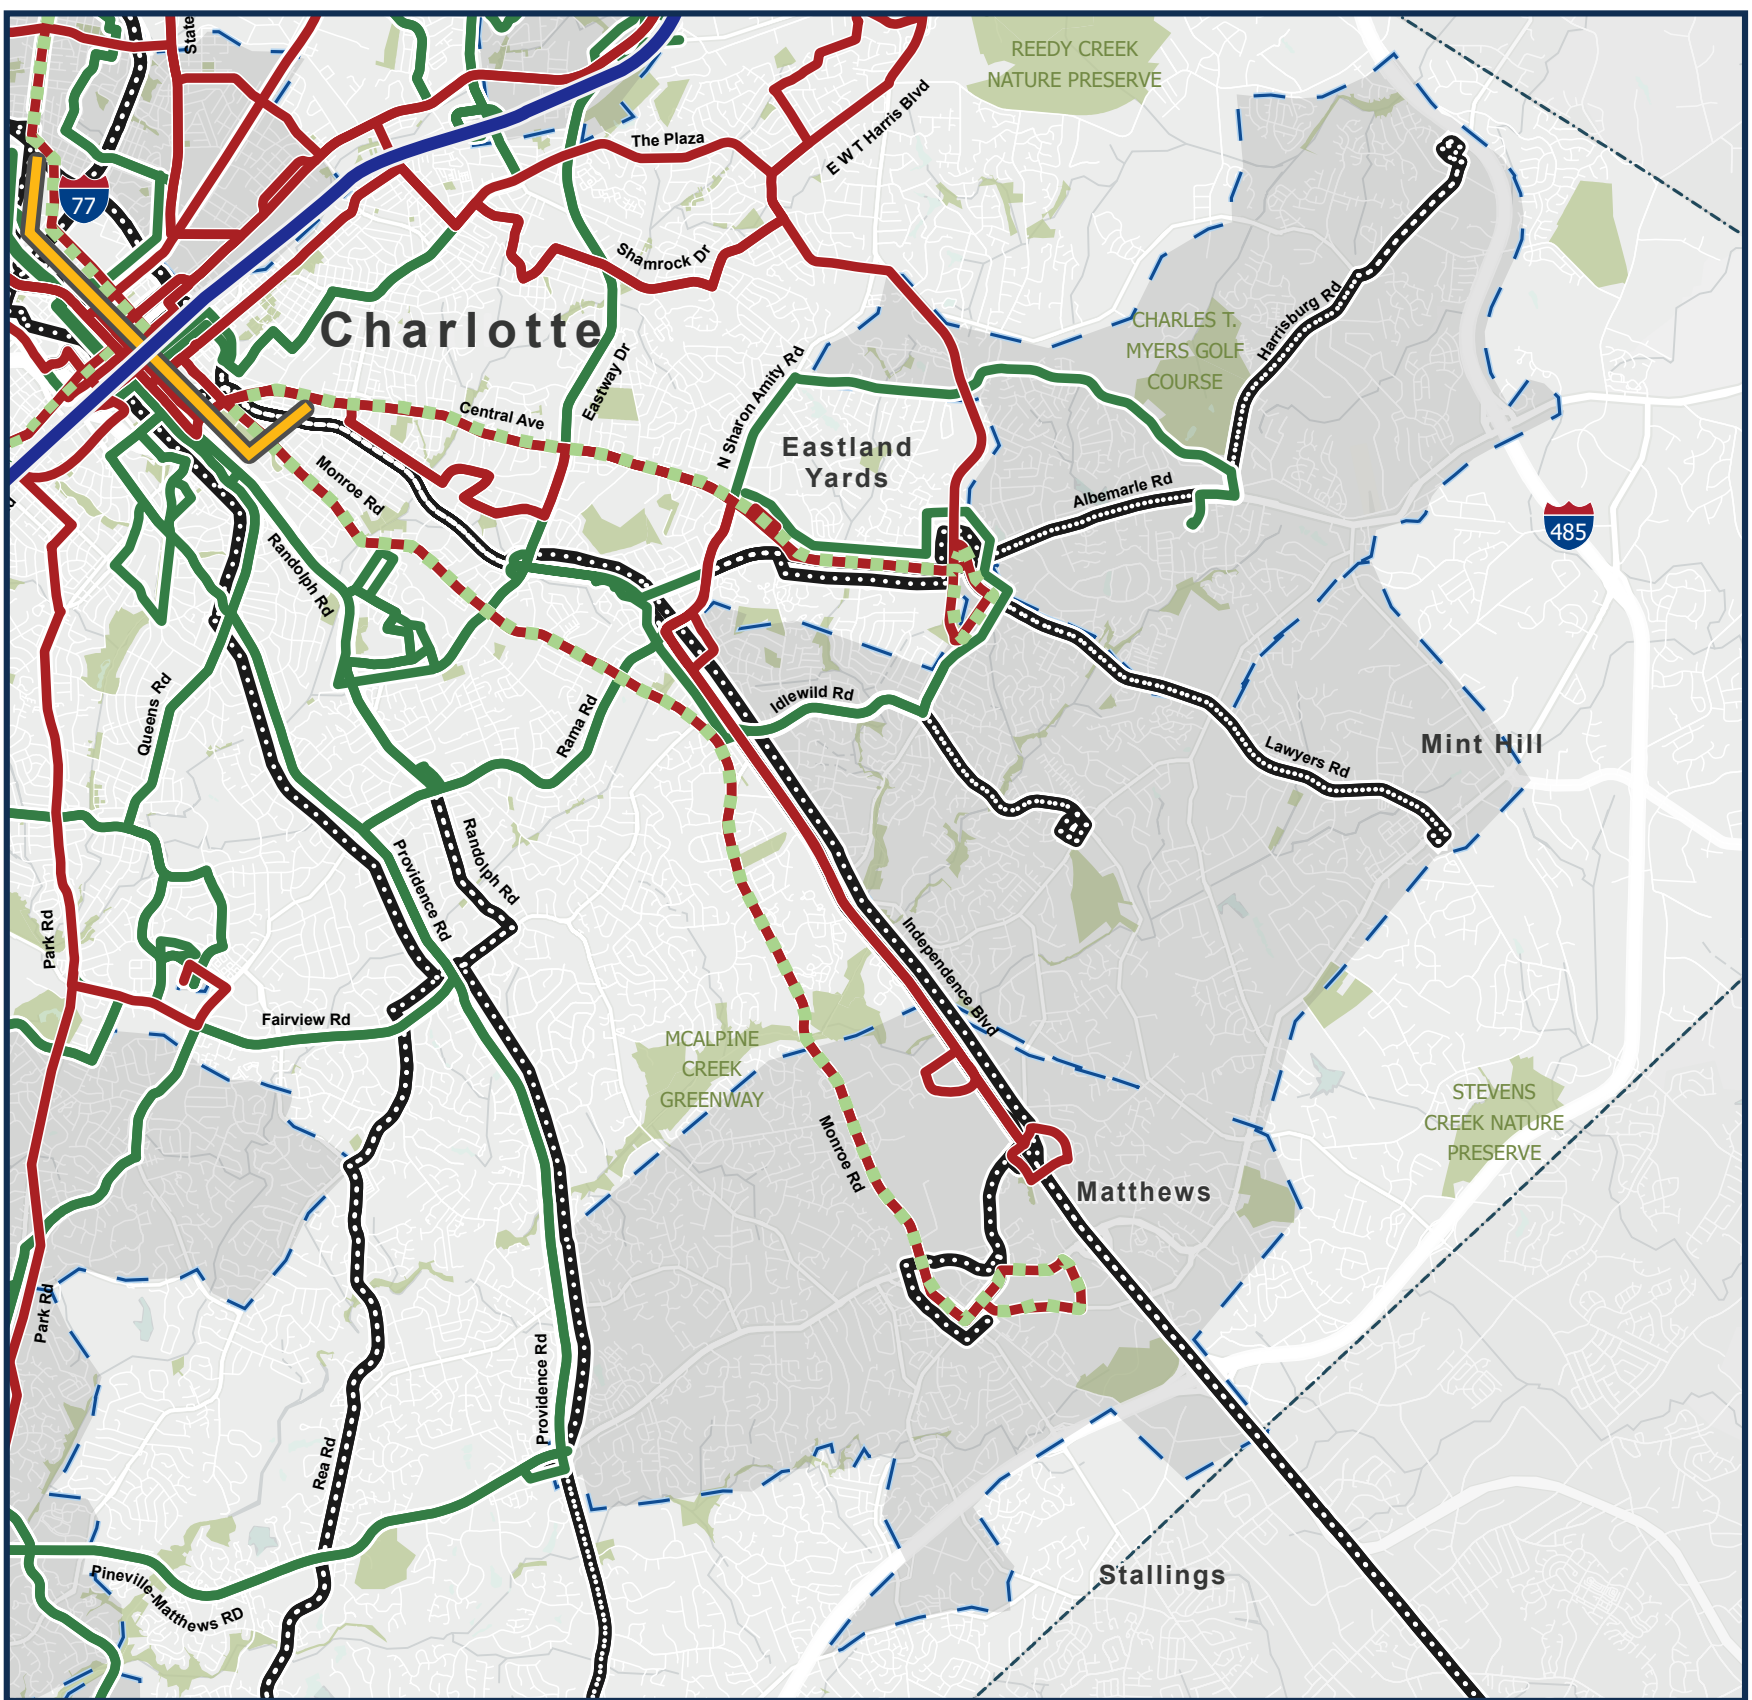 State
REEDY CREEK
NATURE PRESERVE
E W T Harris Blvd
The Plaza
77
Shamrock Dr
Charlotte
Harrisburg Rd
CHARLES T.
MYERS GOLF
COURSE
Eastway Dr
N Sharon Amity Rd
Central Ave
Eastland
Yards
Monroe Rd
Albemarle Rd
485
Randolph Rd
Queens Rd
Rama Rd
Idlewild Rd
Lawyers Rd
Mint Hill
Randolph Rd
Providence Rd
Park Rd
Independence Blvd
Fairview Rd
MCALPINE
CREEK
GREENWAY
STEVENS
CREEK NATURE
PRESERVE
Monroe Rd
Matthews
Park Rd
Providence Rd
Rea Rd
Stallings
Pineville-Matthews RD